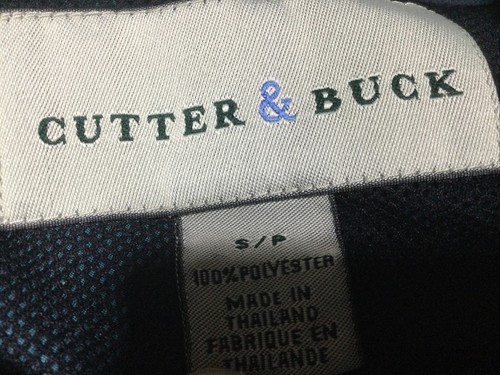 CUTTER & BUCK
S/P
100% POLYESTER
MADE IN
THAILAND
FABRIQUE EN
THAILANDE